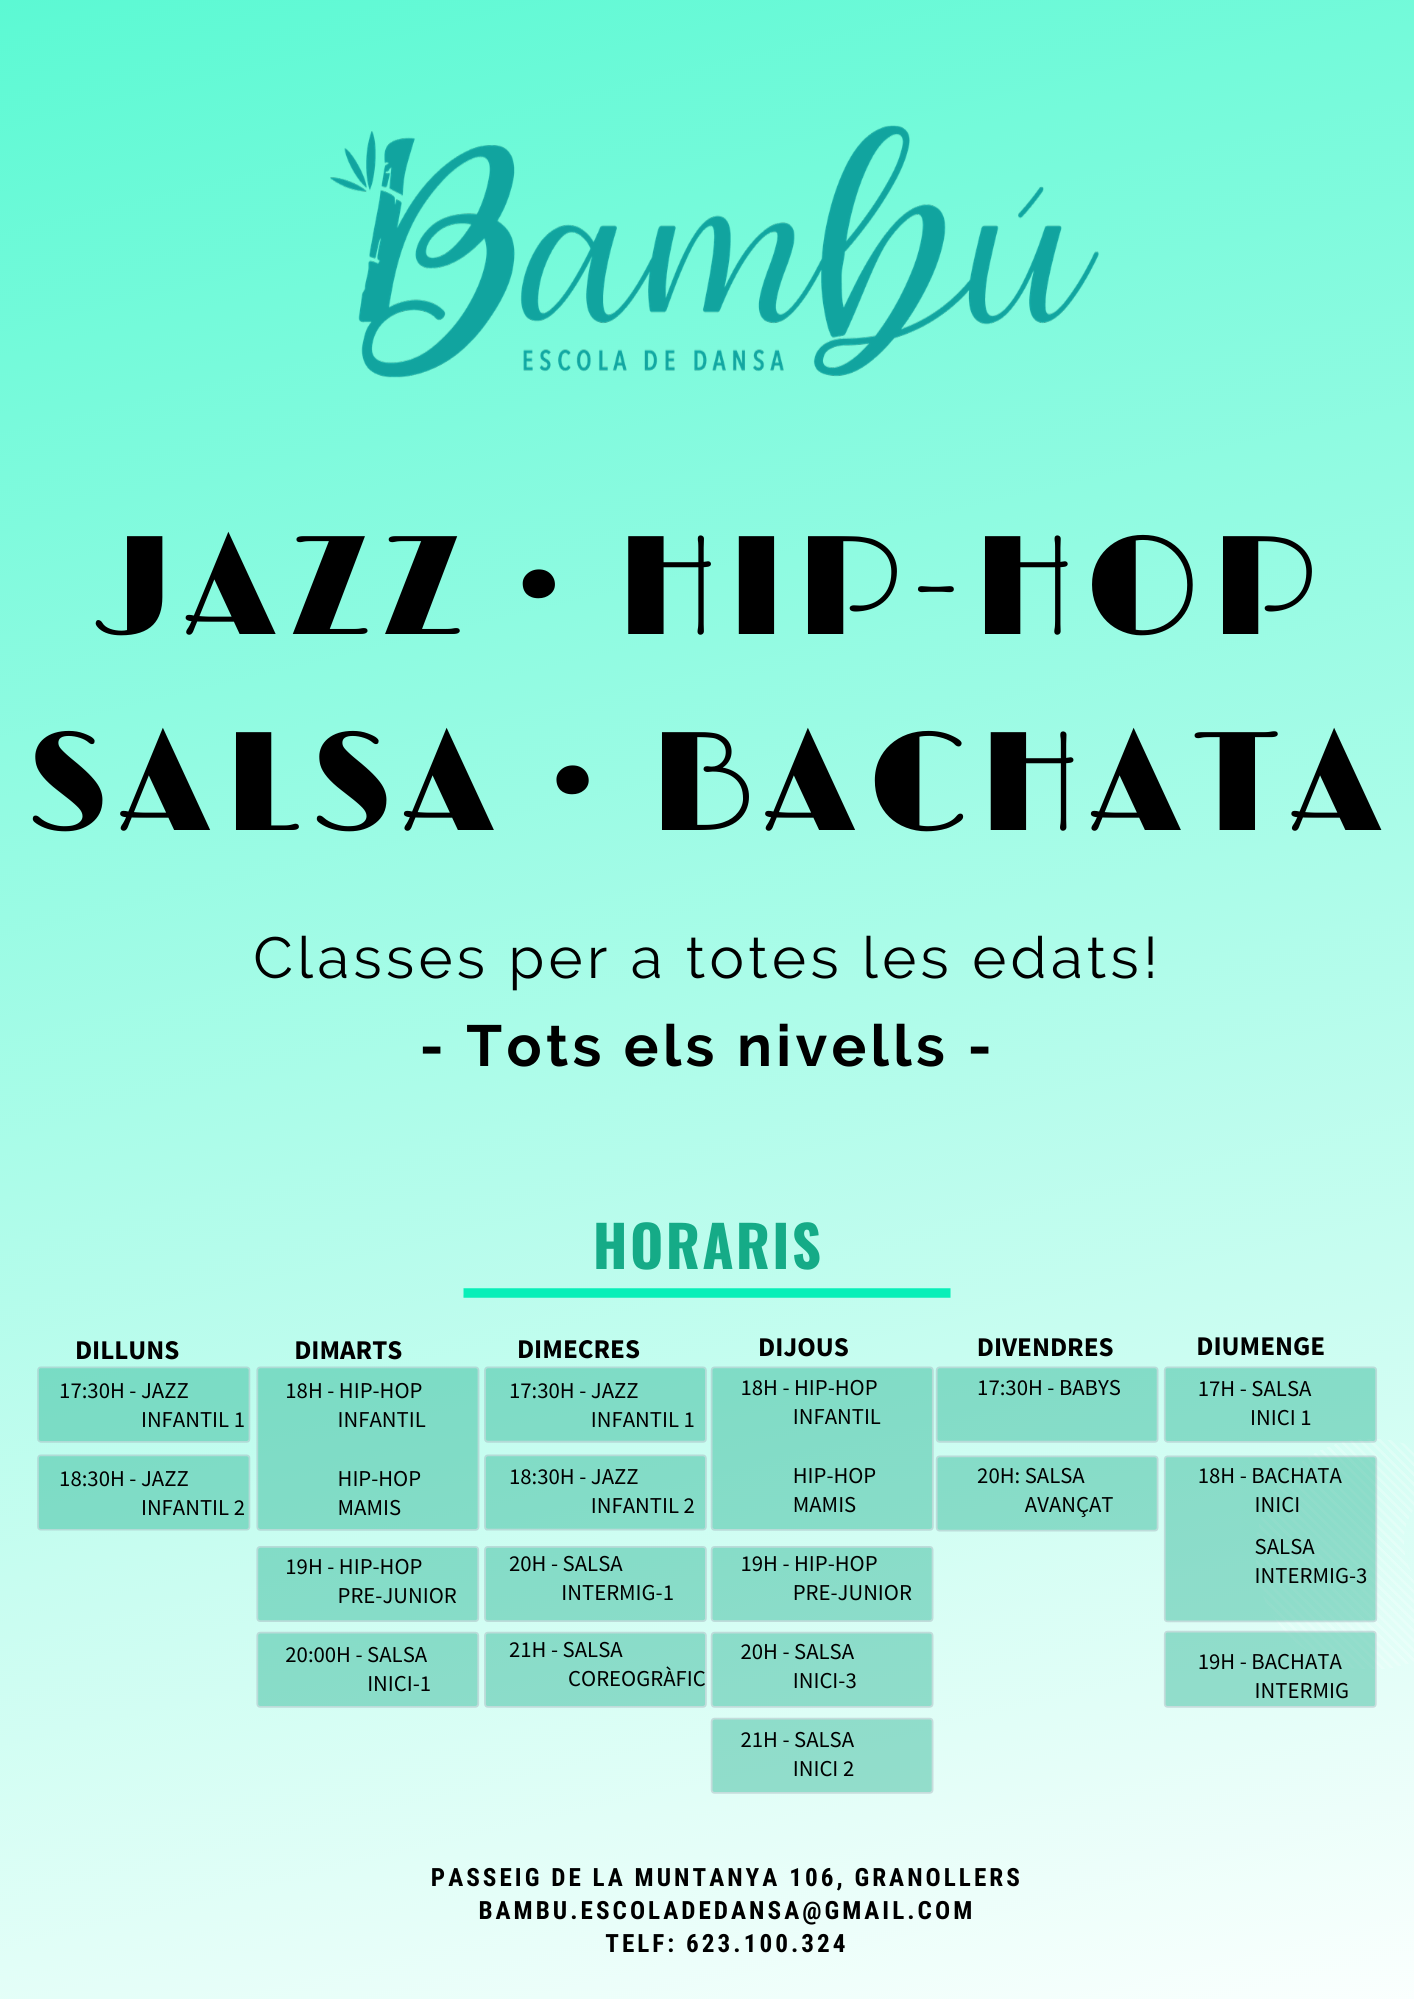 Bambú
ESCOLA DE DANSA
JAZZ • HIP-HOP
SALSA • BACHATA
Classes per a totes les edats!
- Tots els nivells -
HORARIS
DILLUNS
17:30H - JAZZ
INFANTIL 1
18:30H - JAZZ
INFANTIL 2
DIMARTS
18H - HIP-HOP
INFANTIL
HIP-HOP
MAMIS
19H - HIP-HOP
PRE-JUNIOR
20:00H - SALSA
INICI-1
DIMECRES
17:30H - JAZZ
INFANTIL 1
18:30H - JAZZ
INFANTIL 2
20H - SALSA
INTERMIG-1
21H - SALSA
COREOGRÀFIC
DIJOUS
18H - HIP-HOP
INFANTIL
HIP-HOP
MAMIS
19H - HIP-HOP
PRE-JUNIOR
20H - SALSA
INICI-3
21H - SALSA
INICI 2
DIVENDRES
17:30H - BABYS
20H: SALSA
AVANÇAT
DIUMENGE
17H - SALSA
INICI 1
18H - BACHATA
INICI
SALSA
INTERMIG-3
19H - BACHATA
INTERMIG
PASSEIG DE LA MUNTANYA 106, GRANOLLERS
BAMBU.ESCOLADEDANSA@GMAIL.COM
TELF: 623.100.324